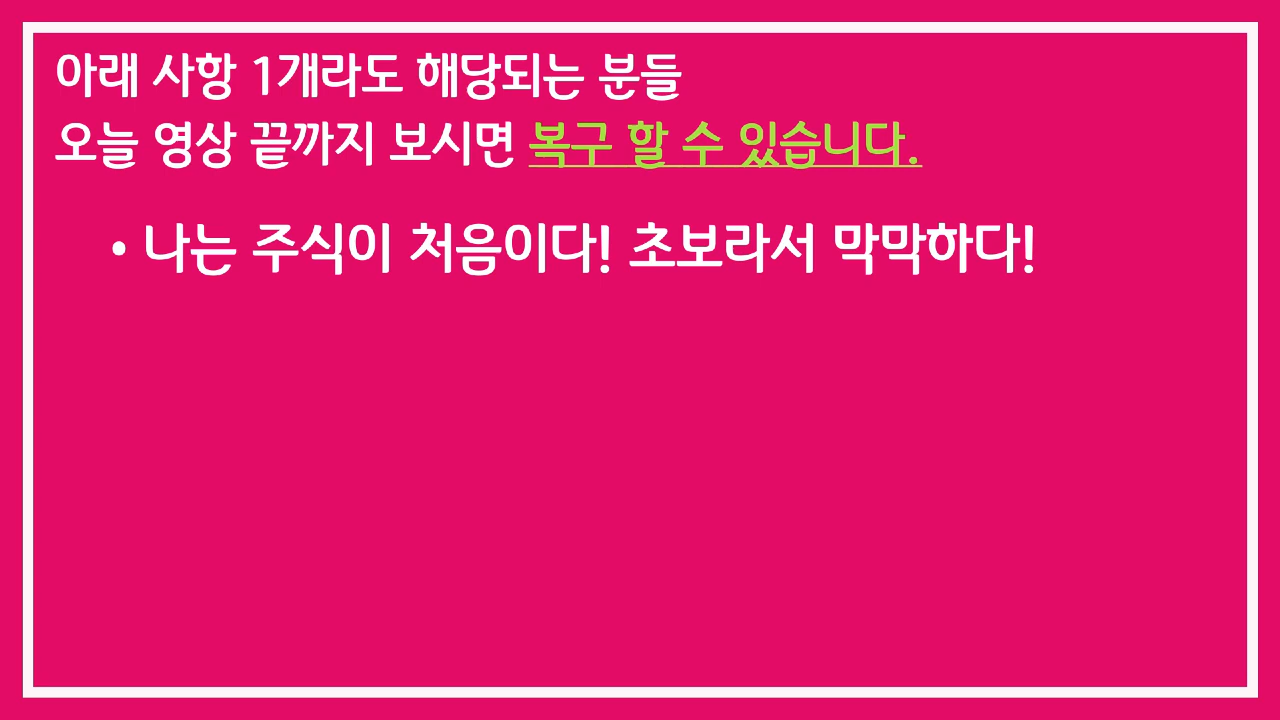 아래 사항 1개라도 해당되는 분들
오늘 영상 끝까지 보시면 복구 할 수 있습니다.
• 나는 주식이 처음이다! 초보라서 막막하다!